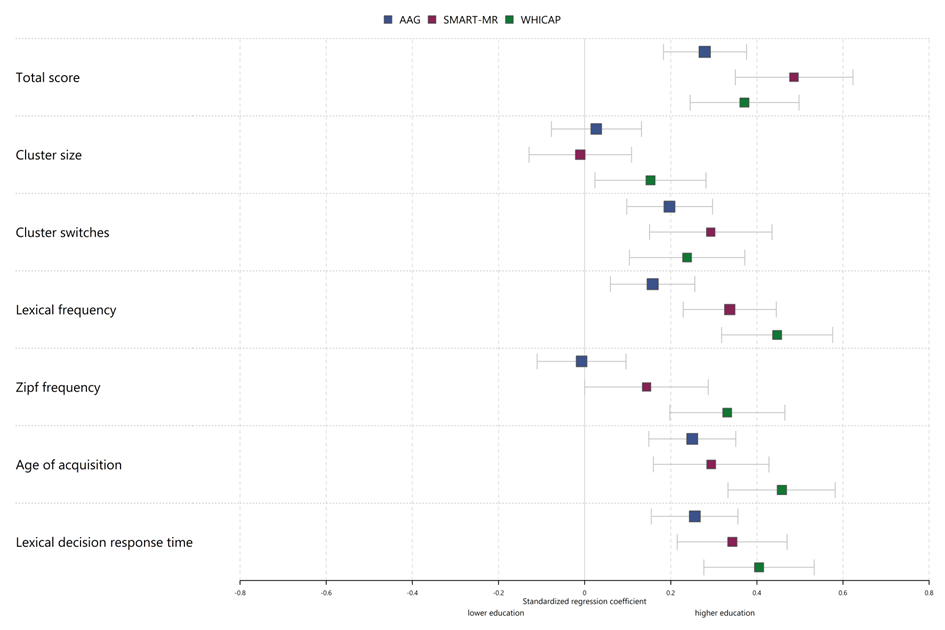 AAG SMART-MR WHICAP
Total score
Cluster size
Cluster switches
Lexical frequency
Zipf frequency
Age of acquisition
Lexical decision response time
-0.8 -0.6 -0.4 -0.2 0 0.2 0.4 0.6 0.8
Standardized regression coefficient
lower education higher education